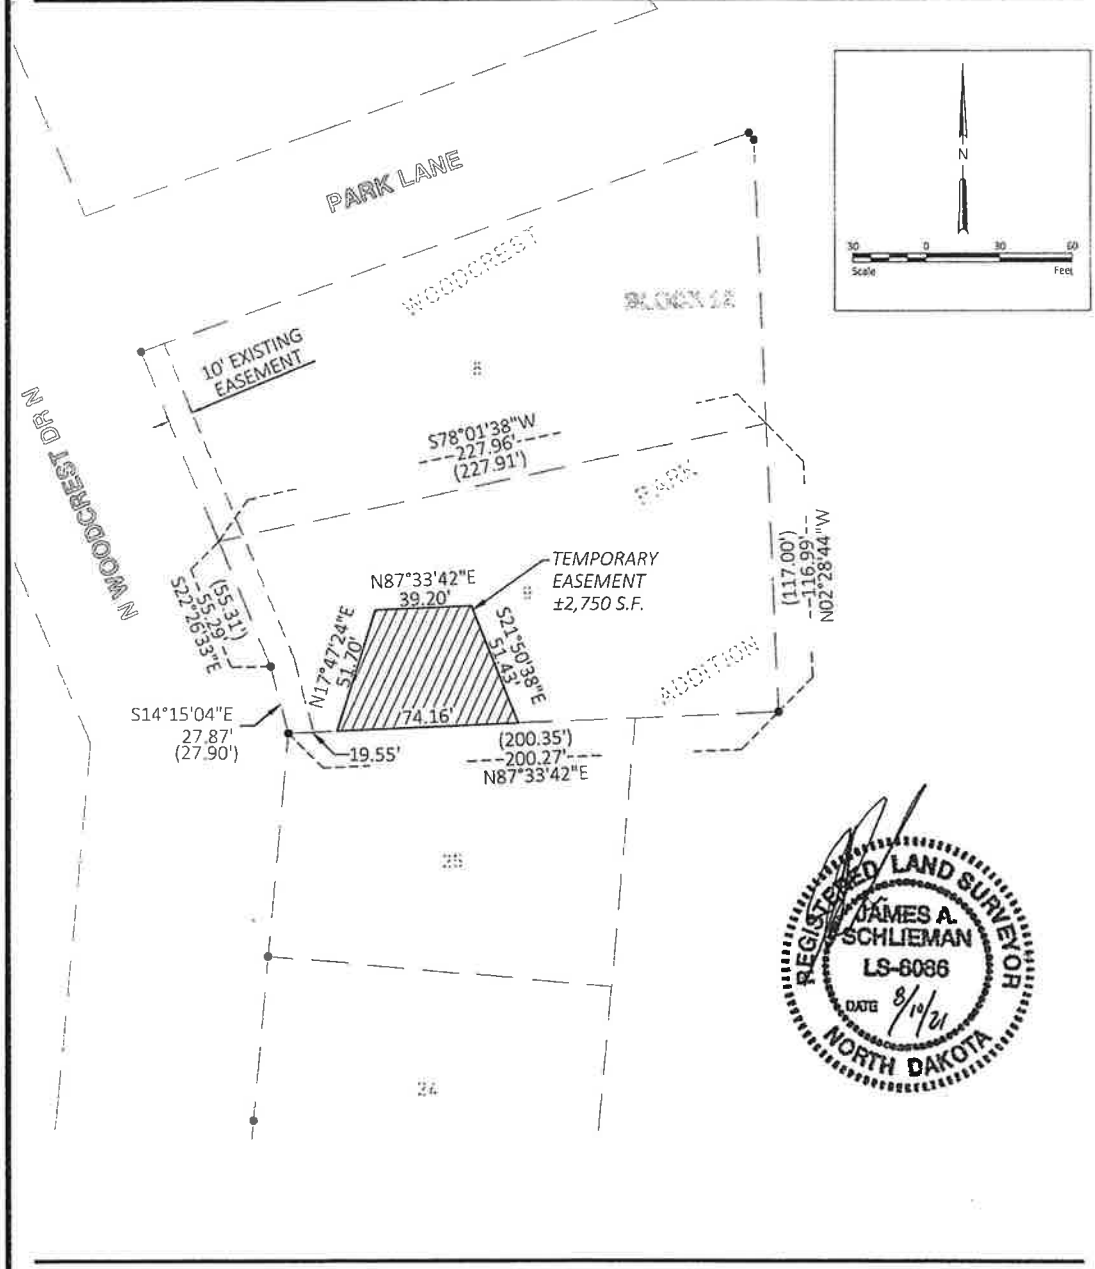 PARK LANE
N
30 0 30 60
Scale Feet
WOODCREST
BLOCK 12
10' EXISTING
EASEMENT
8
N WOODCREST DR N
S78°01'38"W
227.96'
(227.91')
PARK
(117.00')
116.99'
N02°28'44"W
TEMPORARY
EASEMENT
±2,750 S.F.
9
N87°33'42"E
39.20'
(55.31')
55.29'
S22°26'33"E
N17°47'24"E
51.70'
S21°50'38"E
51.43'
ADDITION
S14°15'04"E
27.87'
(27.90')
74.16'
19.55'
(200.35')
200.27'
N87°33'42"E
25
24
REGISTERED LAND SURVEYOR
JAMES A.
SCHLIEMAN
LS-6086
DATE 8/10/21
NORTH DAKOTA